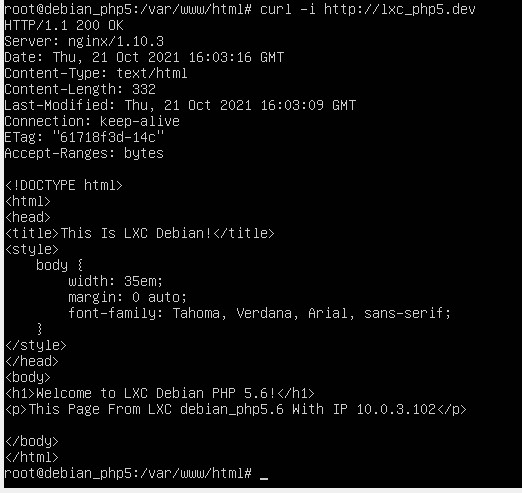 root@debian_php5:/var/www/html# curl -i http://lxc_php5.dev
HTTP/1.1 200 OK
Server: nginx/1.10.3
Date: Thu, 21 Oct 2021 16:03:16 GMT
Content-Type: text/html
Content-Length: 332
Last-Modified: Thu, 21 Oct 2021 16:03:09 GMT
Connection: keep-alive
ETag: "61718f3d-14c"
Accept-Ranges: bytes

<!DOCTYPE html>
<html>
<head>
<title>This Is LXC Debian!</title>
<style>
    body {
        width: 35em;
        margin: 0 auto;
        font-family: Tahoma, Verdana, Arial, sans-serif;
    }
</style>
</head>
<body>
<h1>Welcome to LXC Debian PHP 5.6!</h1>
<p>This Page From LXC debian_php5.6 With IP 10.0.3.102</p>

</body>
</html>
root@debian_php5:/var/www/html# _